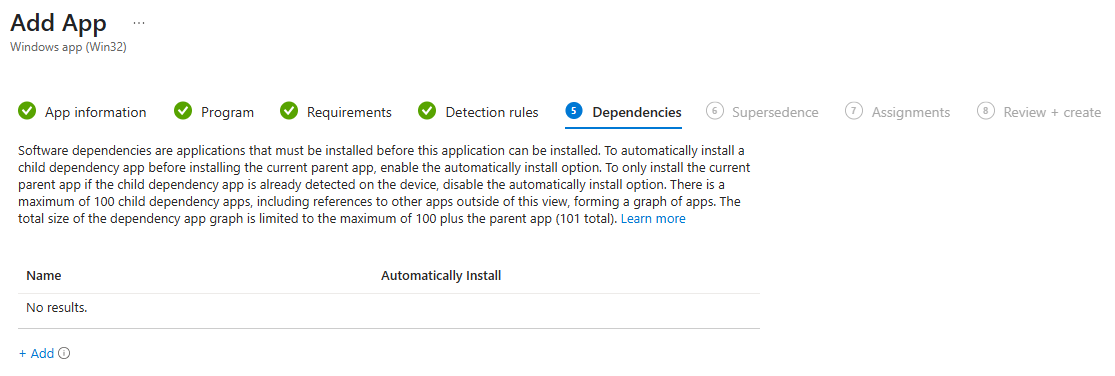 Add App ...
Windows app (Win32)
App information Program Requirements Detection rules 5 Dependencies 6 Supersedence 7 Assignments 8 Review + create
Software dependencies are applications that must be installed before this application can be installed. To automatically install a
child dependency app before installing the current parent app, enable the automatically install option. To only install the current
parent app if the child dependency app is already detected on the device, disable the automatically install option. There is a
maximum of 100 child dependency apps, including references to other apps outside of this view, forming a graph of apps. The
total size of the dependency app graph is limited to the maximum of 100 plus the parent app (101 total). Learn more
Name Automatically Install
No results.
+ Add